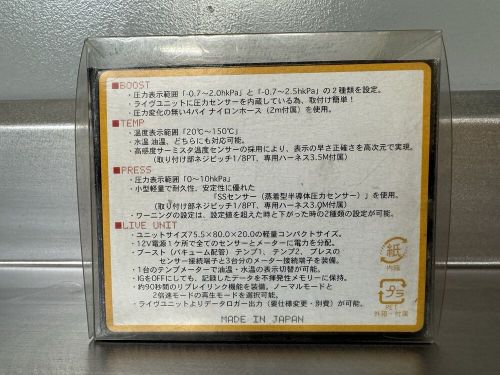 ■BOOST
・圧力表示範囲「-0.7～2.0hkPa」と「-0.7～2.5hkPa」の２種類を設定。
・ライヴユニットに圧力センサーを内蔵している為、取付け簡単！
・圧力変化の無い4パイ ナイロンホース（2m付属）を使用。
■TEMP
・温度表示範囲「20℃～150℃」
・水温 油温、どちらにも対応可能。
・高感度サーミスタ温度センサーの採用により、表示の早さ正確さを高次元で実現。
（取り付け部ネジピッチ1/8PT、専用ハーネス3.5M付属）
■PRESS
・圧力表示範囲「0～10hkPa」
・小型軽量で耐久性、安定性に優れた
「SSセンサー（蒸着型半導体圧力センサー）」を使用。
（取り付け部ネジピッチ1/8PT、専用ハーネス3.0M付属）
・ワーニングの設定は、設定値を超えた時と下がった時の2種類の設定が可能。
■LIVE UNIT
・ユニットサイズ75.5×80.0×20.0の軽量コンパクトサイズ。
・12V電源１ケ所で全てのセンサーとメーターに電力を分配。
・ブースト（バキューム配管）テンプ1、テンプ2、プレスの
センサー接続端子と3台分のメーター接続端子を装備。
・１台のテンプメーターで油温・水温の表示切替が可能。
・IGをOFFにしても、記録したデータを不揮発性メモリーに保持。
・約90秒間のリプレイリンク機能を装備。ノーマルモードと
2倍速モードの再生モードを選択可能。
・ライヴユニットよりデータロガー出力（要仕様変更・別費）が可能。
MADE IN JAPAN
紙
内箱
プラ
PET
外箱・付属